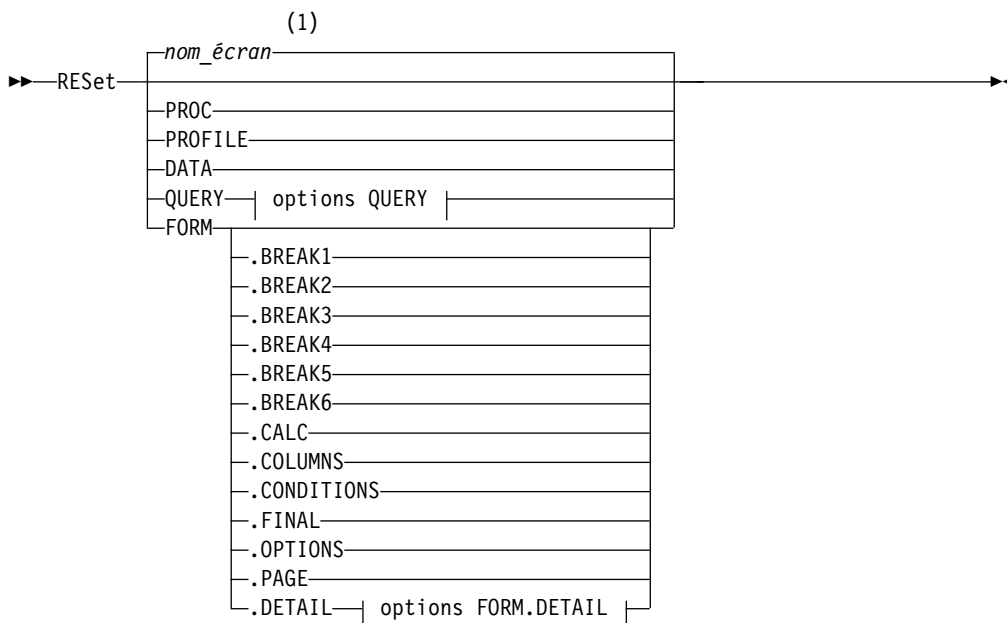 (1)
nom_écran
RESet
PROC
PROFILE
DATA
QUERY options QUERY
FORM
.BREAK1
.BREAK2
.BREAK3
.BREAK4
.BREAK5
.BREAK6
.CALC
.COLUMNS
.CONDITIONS
.FINAL
.OPTIONS
.PAGE
.DETAIL options FORM.DETAIL